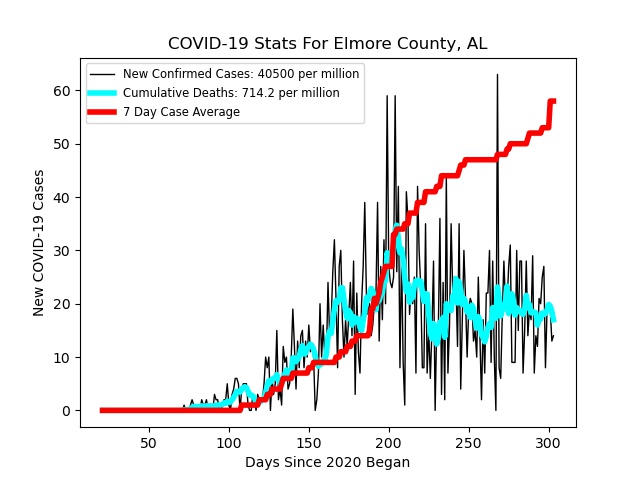 COVID-19 Stats For Elmore County, AL
New Confirmed Cases: 40500 per million
Cumulative Deaths: 714.2 per million
7 Day Case Average
60
50
40
30
20
10
0
New COVID-19 Cases
50 100 150 200 250 300
Days Since 2020 Began